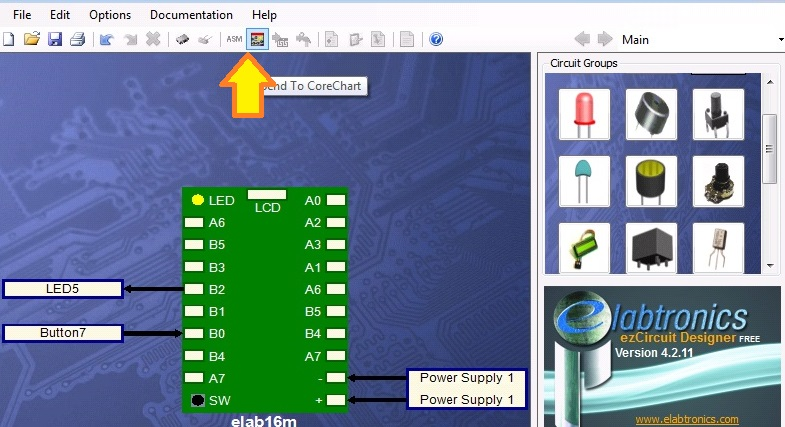 File Edit Options Documentation Help
ASM
Main
Circuit Groups
end To CoreChart
LED
LCD
A0
A6
A2
B5
A3
B3
A1
LED5
B2
A6
B1
B5
Button7
B0
B4
B4
A7
A7
-
Power Supply 1
SW
+
Power Supply 1
elab16m
elabtronics
ezCircuit Designer FREE
Version 4.2.11
www.elabtronics.com